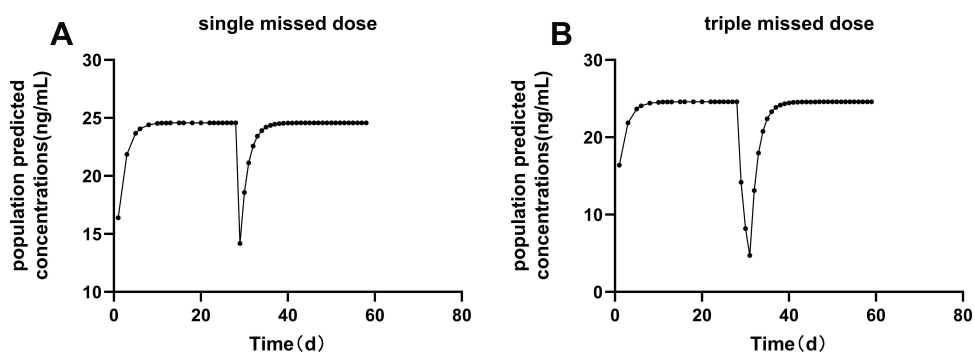 A
single missed dose
population predicted
concentrations(ng/mL)
30
25
20
15
10
0
20
40
60
80
Time（d）
B
triple missed dose
population predicted
concentrations(ng/mL)
30
20
10
0
0
20
40
60
80
Time（d）